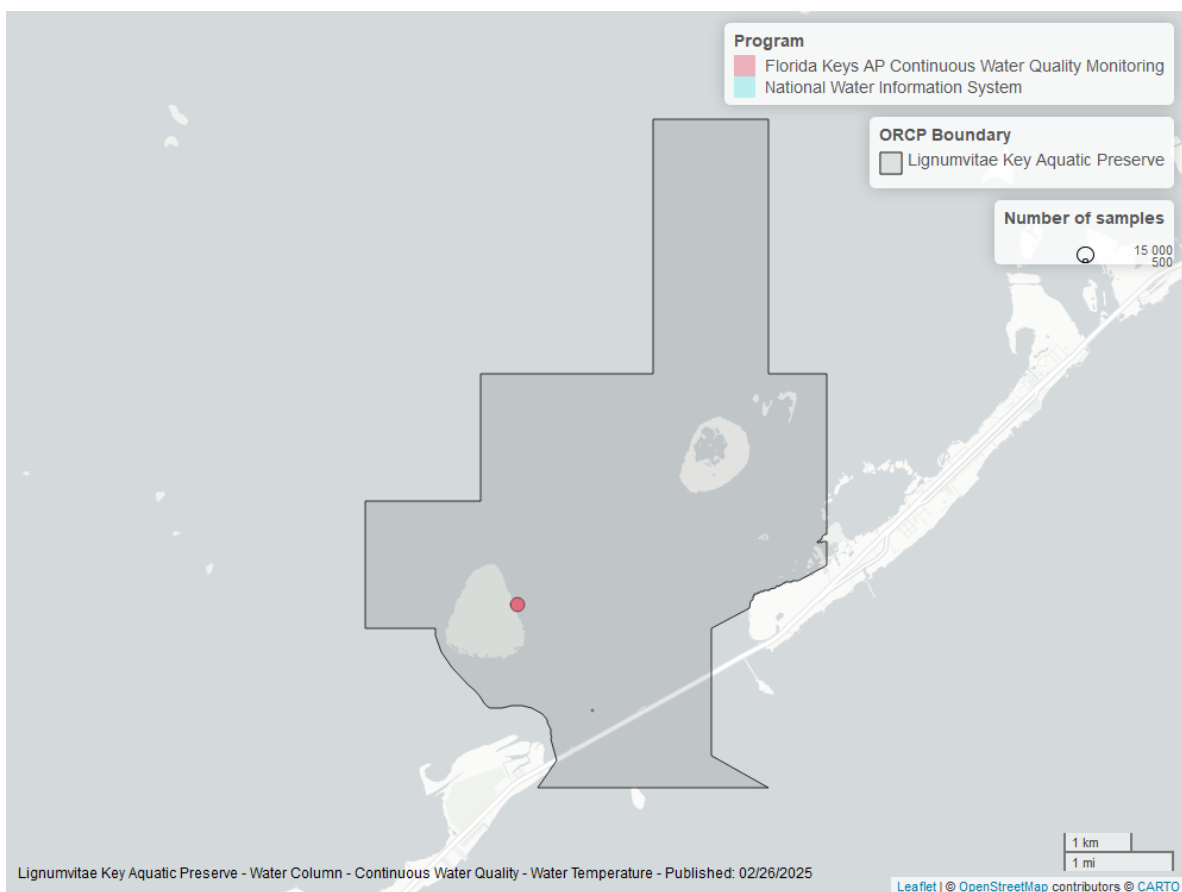 Program
Florida Keys AP Continuous Water Quality Monitoring
National Water Information System
ORCP Boundary
Lignumvitae Key Aquatic Preserve
Number of samples
15 000
500
1 km
1 mi
Lignumvitae Key Aquatic Preserve - Water Column - Continuous Water Quality - Water Temperature - Published: 02/26/2025
Leaflet | © OpenStreetMap contributors © CARTO